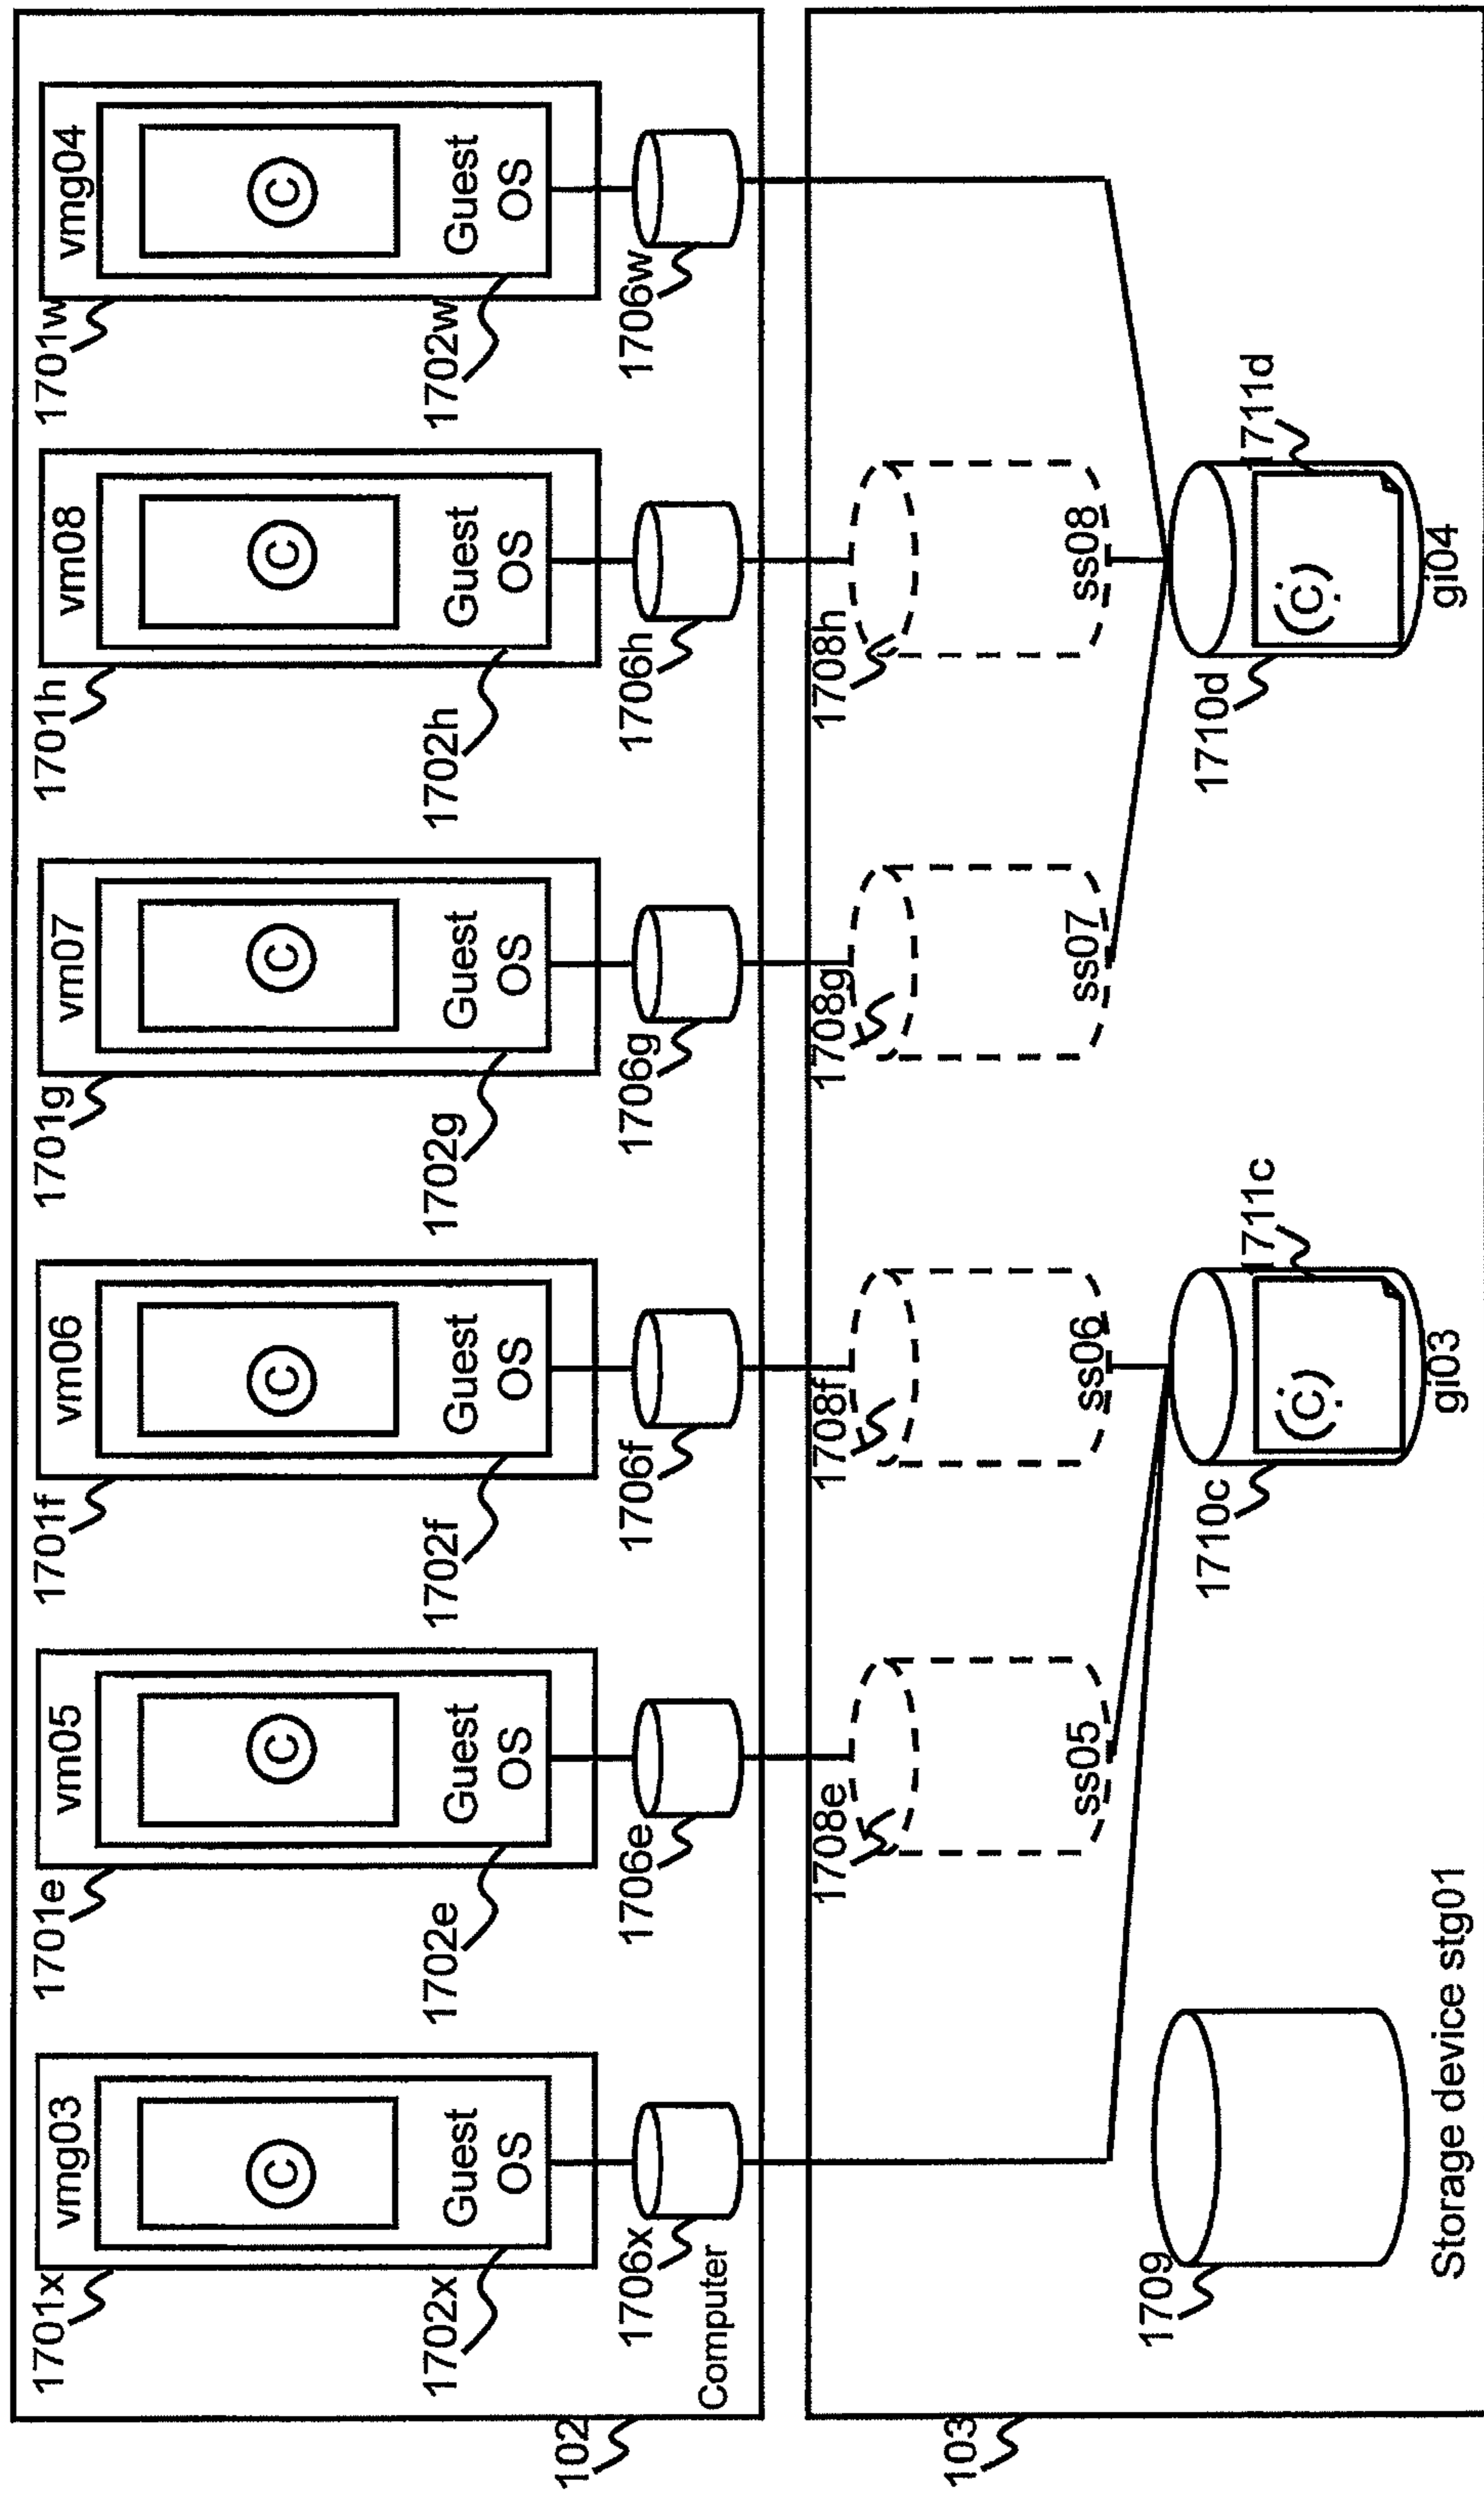 1701x
vmg03
1701e
vm05
1701f
vm06
1701g
vm07
1701h
vm08
1701w
vmg04
©
©
©
©
©
©
1702x
Guest
OS
1702e
Guest
OS
1702f
Guest
OS
1702g
Guest
OS
1702h
Guest
OS
1702w
Guest
OS
102
1706x
1706e
1706f
1706g
1706h
1706w
Computer
1708e
1708f
1708g
1708h
103
ss05
ss06
ss07
ss08
1709
1710c
1711c
1710d
1711d
(C)
(C)
gi03
gi04
Storage device stg01